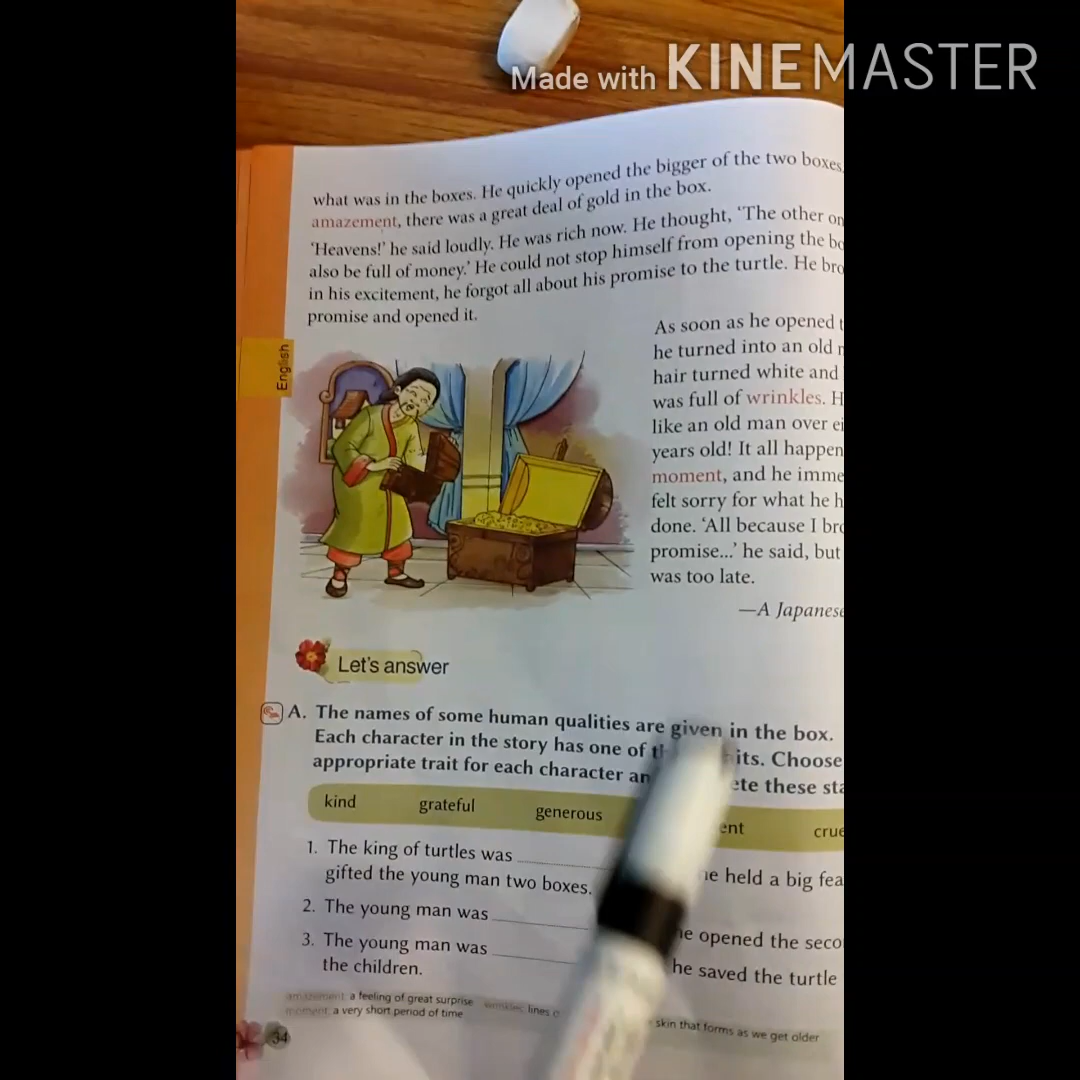 Made with KINEMASTER
what was in the boxes. He quickly opened the bigger of the two boxes.
amazement, there was a great deal of gold in the box.
'Heavens!' he said loudly. He was rich now. He thought, 'The other on
also be full of money.' He could not stop himself from opening the bo
in his excitement, he forgot all about his promise to the turtle. He bro
promise and opened it.
English
As soon as he opened t
he turned into an old
hair turned white and
was full of wrinkles. H
like an old man over ei
years old! It all happen
moment, and he imme
felt sorry for what he h
done. 'All because I bro
promise...' he said, but
was too late.
—A Japanese
Let's answer
A. The names of some human qualities are given in the box.
Each character in the story has one of its. Choose
appropriate trait for each character an ete these sta
kind grateful generous ent crue
1. The king of turtles was he held a big fea
gifted the young man two boxes.
2. The young man was he opened the seco
3. The young man was he saved the turtle
the children.
amazement a feeling of great surprise wrinkles lines skin that forms as we get older
moment a very short period of time
34